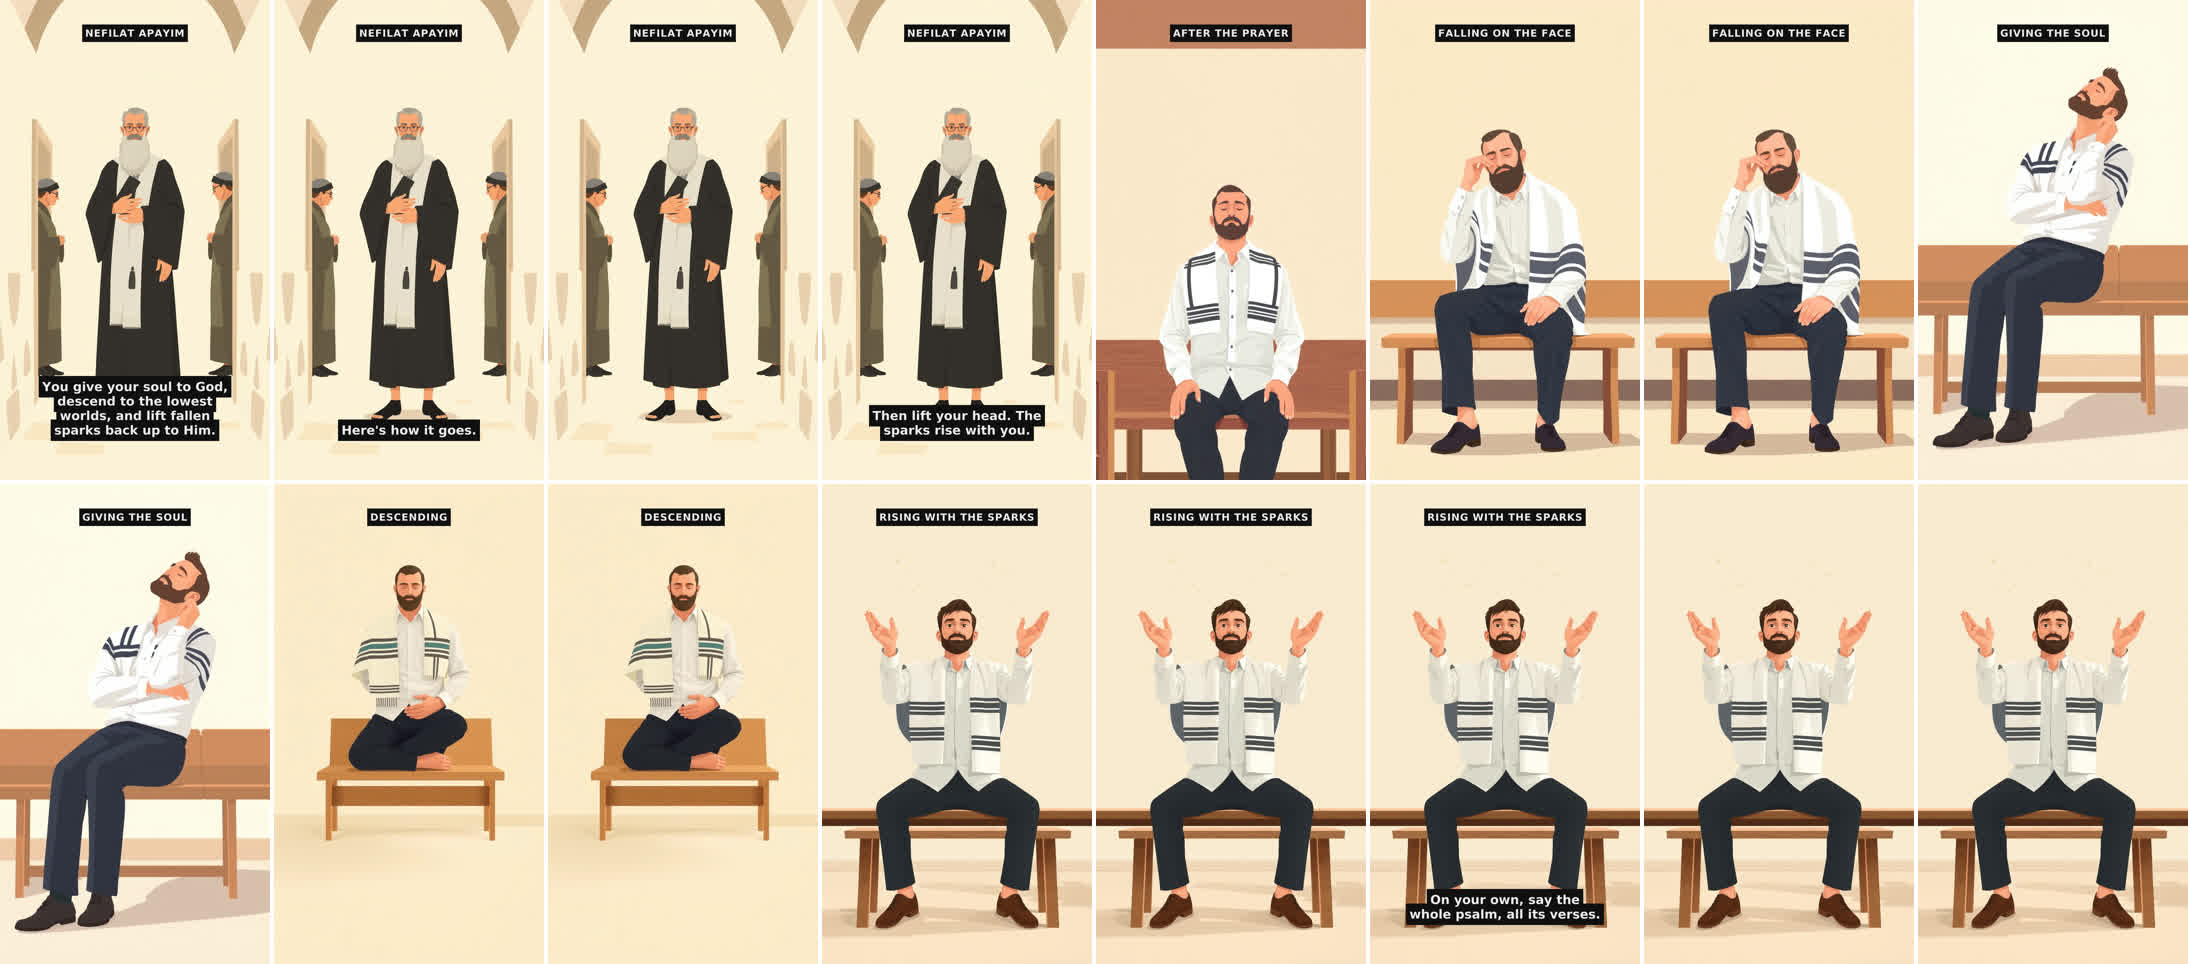 NEFILAT APAYIM
You give your soul to God,
descend to the lowest
worlds, and lift fallen
sparks back up to Him.
NEFILAT APAYIM
Here's how it goes.
NEFILAT APAYIM
NEFILAT APAYIM
Then lift your head. The
sparks rise with you.
AFTER THE PRAYER
FALLING ON THE FACE
FALLING ON THE FACE
GIVING THE SOUL
GIVING THE SOUL
DESCENDING
DESCENDING
RISING WITH THE SPARKS
RISING WITH THE SPARKS
RISING WITH THE SPARKS
On your own, say the
whole psalm, all its verses.